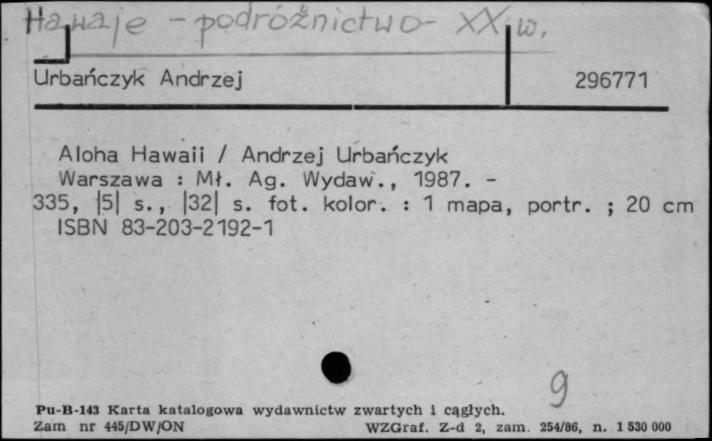 Hawaje - podróżnictwo - XX w.
Urbańczyk Andrzej 296771
Aloha Hawaii / Andrzej Urbańczyk
Warszawa : Mł. Ag. Wydaw., 1987. -
335, |5| s., |32| s. fot. kolor. : 1 mapa, portr. ; 20 cm
ISBN 83-203-2192-1
9
Pu-B-143 Karta katalogowa wydawnictw zwartych i ciągłych.
Zam nr 445/DW/ON WZGraf. Z-d 2, zam. 254/86, n. 1 530 000